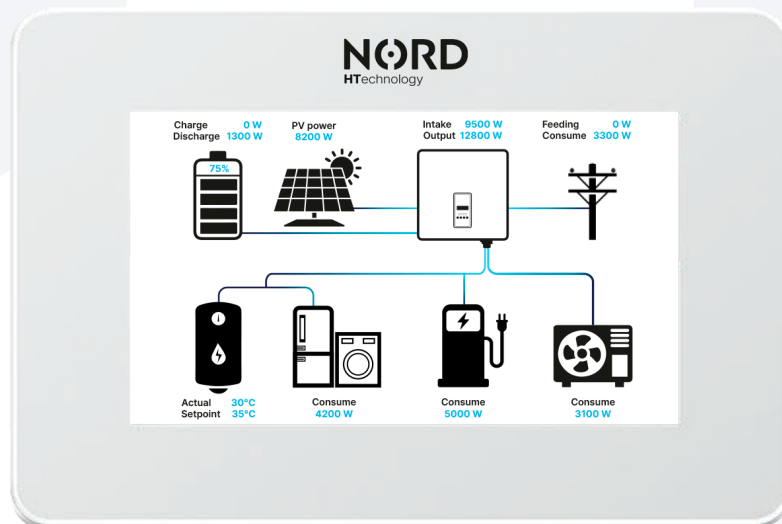 NORD
HTechnology
Charge 0 W
Discharge 1300 W
PV power
8200 W
Intake 9500 W
Output 12800 W
Feeding 0 W
Consume 3300 W
75%
Actual 30°C
Setpoint 35°C
Consume
4200 W
Consume
5000 W
Consume
3100 W